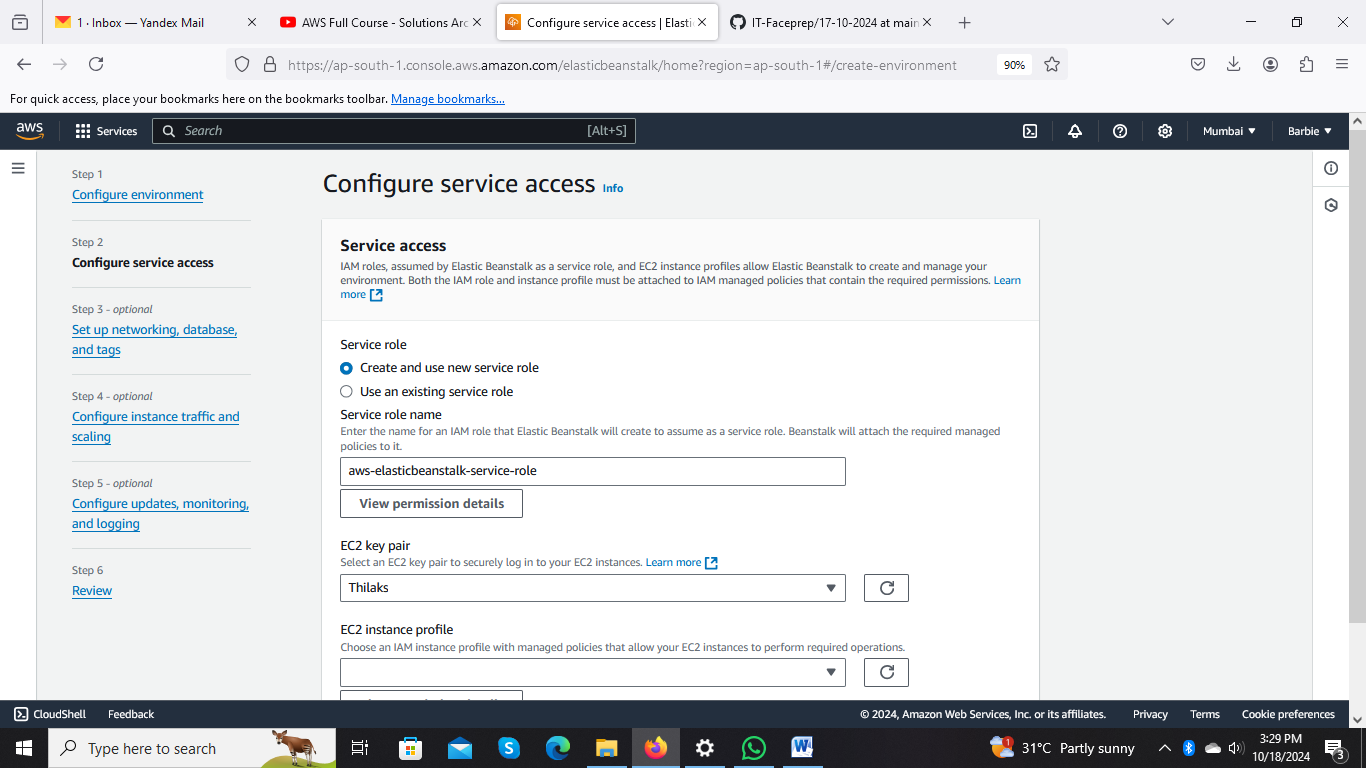 1 · Inbox — Yandex Mail
AWS Full Course - Solutions Arc
Configure service access | Elasti
IT-Faceprep/17-10-2024 at main
https://ap-south-1.console.aws.amazon.com/elasticbeanstalk/home?region=ap-south-1#/create-environment
90%
For quick access, place your bookmarks here on the bookmarks toolbar. Manage bookmarks...
aws
Services
Search
[Alt+S]
Mumbai
Barbie
Step 1
Configure environment
Step 2
Configure service access
Step 3 - optional
Set up networking, database,
and tags
Step 4 - optional
Configure instance traffic and
scaling
Step 5 - optional
Configure updates, monitoring,
and logging
Step 6
Review
Configure service access Info
Service access
IAM roles, assumed by Elastic Beanstalk as a service role, and EC2 instance profiles allow Elastic Beanstalk to create and manage your
environment. Both the IAM role and instance profile must be attached to IAM managed policies that contain the required permissions. Learn
more
Service role
Create and use new service role
Use an existing service role
Service role name
Enter the name for an IAM role that Elastic Beanstalk will create to assume as a service role. Beanstalk will attach the required managed
policies to it.
aws-elasticbeanstalk-service-role
View permission details
EC2 key pair
Select an EC2 key pair to securely log in to your EC2 instances. Learn more
Thilaks
EC2 instance profile
Choose an IAM instance profile with managed policies that allow your EC2 instances to perform required operations.
CloudShell
Feedback
© 2024, Amazon Web Services, Inc. or its affiliates.
Privacy
Terms
Cookie preferences
Type here to search
1
31°C Partly sunny
3:29 PM
10/18/2024
3